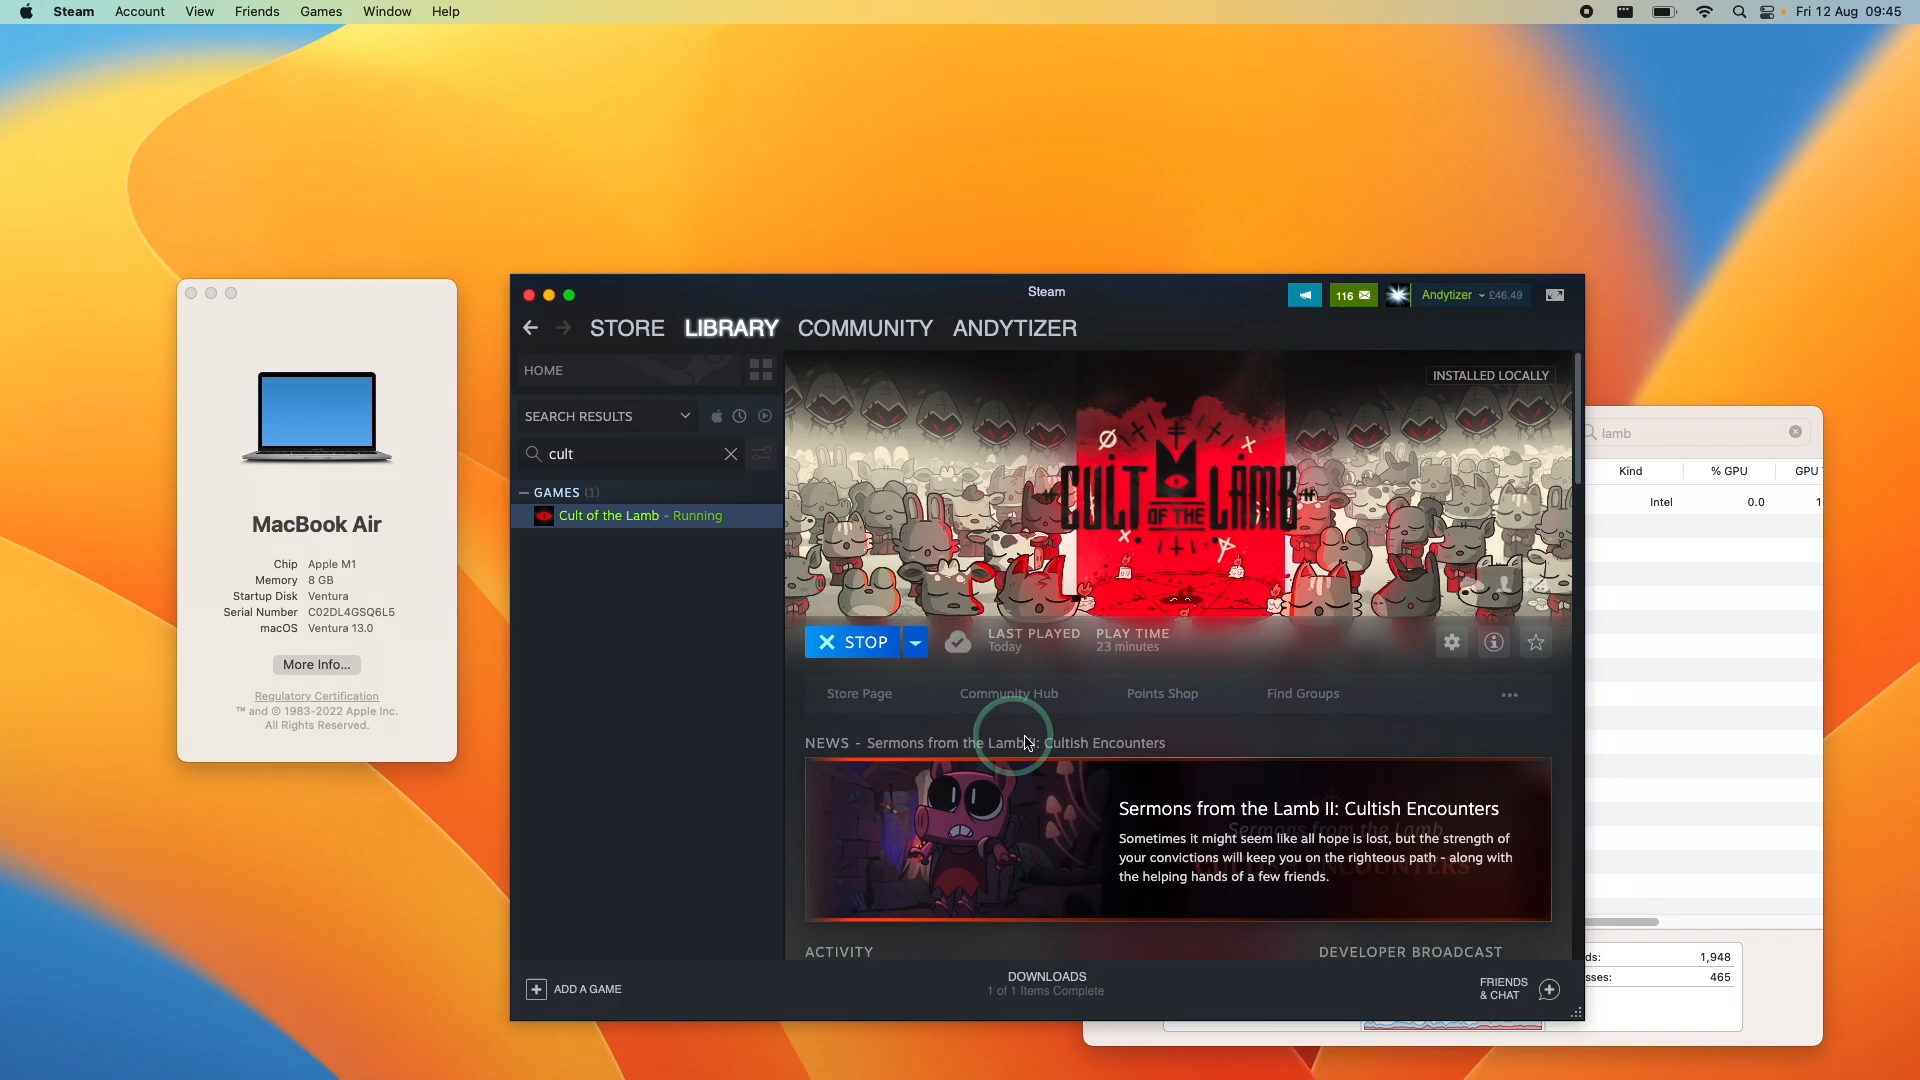 Steam Account View Friends Games Window Help
Fri 12 Aug 09:45
MacBook Air
Chip Apple M1
Memory 8 GB
Startup Disk Ventura
Serial Number C02DL4GSQ6L5
macOS Ventura 13.0
More Info...
Regulatory Certification
™ and © 1983-2022 Apple Inc.
All Rights Reserved.
Steam
116
Andytizer £46.49
STORE LIBRARY COMMUNITY ANDYTIZER
HOME
SEARCH RESULTS
cult
GAMES (1)
Cult of the Lamb - Running
INSTALLED LOCALLY
CULT OF THE LAMB
STOP
LAST PLAYED
Today
PLAY TIME
23 minutes
Store Page Community Hub Points Shop Find Groups
NEWS - Sermons from the Lamb II: Cultish Encounters
Sermons from the Lamb II: Cultish Encounters
Sometimes it might seem like all hope is lost, but the strength of
your convictions will keep you on the righteous path - along with
the helping hands of a few friends.
ACTIVITY
DEVELOPER BROADCAST
ADD A GAME
DOWNLOADS
1 of 1 Items Complete
FRIENDS
& CHAT
lamb
Kind % GPU GPU
Intel 0.0 1
ds: 1,948
sses: 465